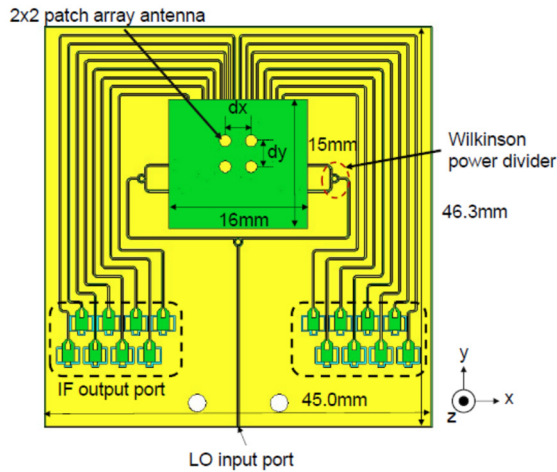 2x2 patch array antenna
dx
dy
15mm
Wilkinson
power divider
16mm
46.3mm
IF output port
45.0mm
y
x
z
LO input port